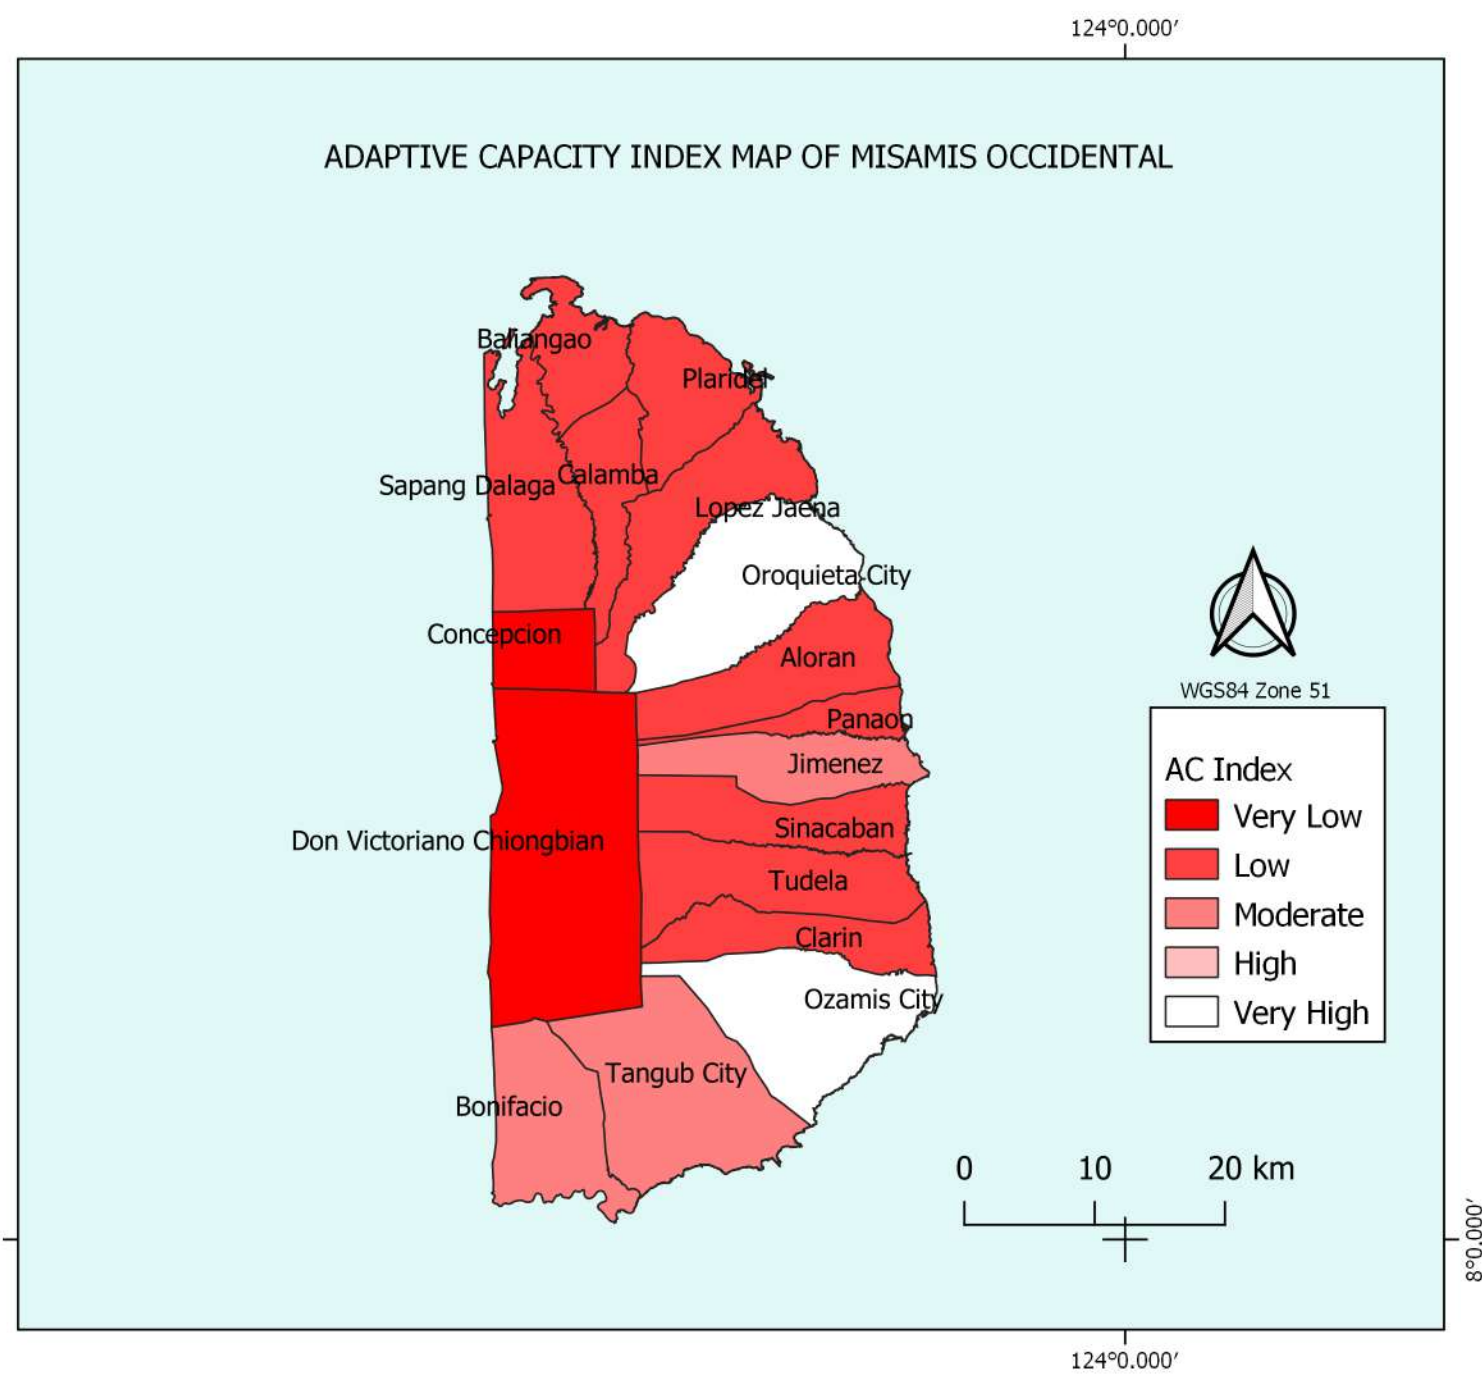 124°0.000′
ADAPTIVE CAPACITY INDEX MAP OF MISAMIS OCCIDENTAL
Baliangao
Plaridel
Calamba
Sapang Dalaga
Lopez Jaena
Oroquieta City
Concepcion
Aloran
WGS84 Zone 51
Panaon
Jimenez
AC Index
Very Low
Sinacaban
Don Victoriano Chiongbian
Low
Tudela
Moderate
Clarin
High
Ozamis City
Very High
Tangub City
Bonifacio
0 10 20 km
8°0.000′
124°0.000′